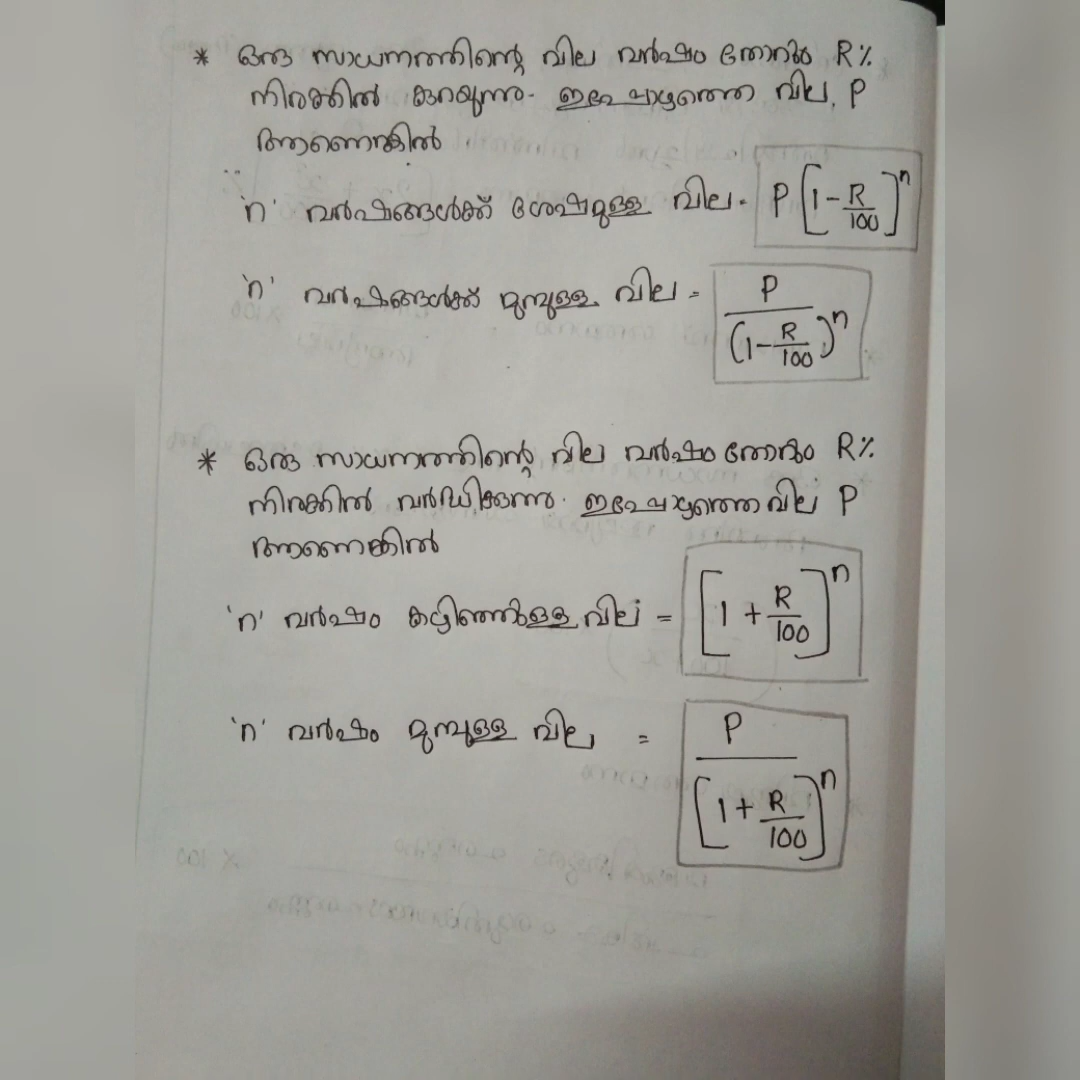 * ഒരു സാധനത്തിന്റെ വില വർഷം തോറും R%
നിരക്കിൽ കുറയുന്നു. ഇപ്പോഴത്തെ വില, P
ആണെങ്കിൽ
'n' വർഷങ്ങൾക്ക് ശേഷമുള്ള വില = P [1 - R/100]^n
'n' വർഷങ്ങൾക്ക് മുമ്പുള്ള വില = P / (1 - R/100)^n
* ഒരു സാധനത്തിന്റെ വില വർഷം തോറും R%
നിരക്കിൽ വർദ്ധിക്കുന്നു. ഇപ്പോഴത്തെ വില P
ആണെങ്കിൽ
'n' വർഷം കഴിഞ്ഞുള്ള വില = [1 + R/100]^n
'n' വർഷം മുമ്പുള്ള വില = P / [1 + R/100]^n